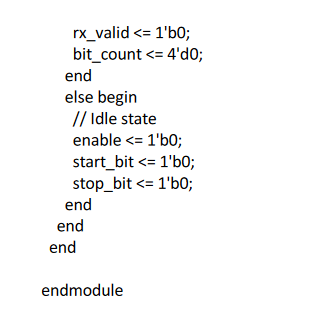 rx_valid <= 1'b0;
bit_count <= 4'd0;
end
else begin
// Idle state
enable <= 1'b0;
start_bit <= 1'b0;
stop_bit <= 1'b0;
end
end
end
endmodule